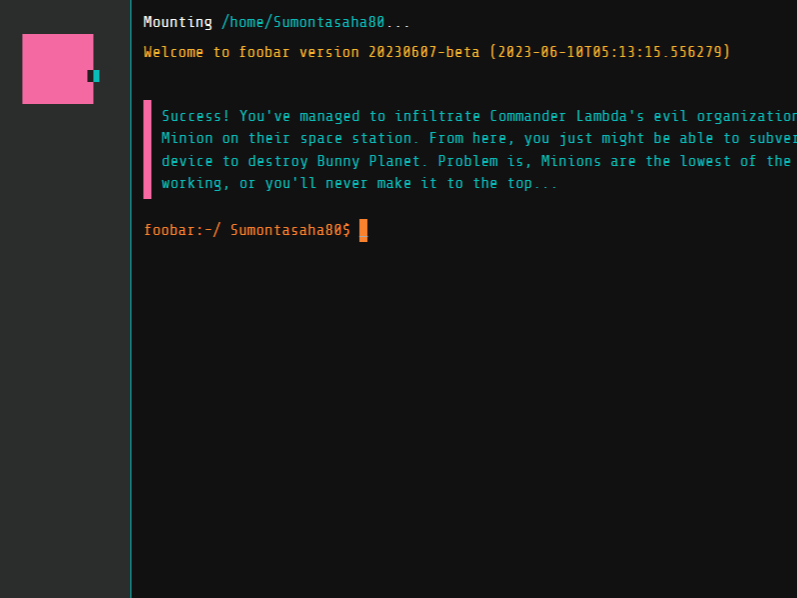 Mounting /home/Sumontasaha80...
Welcome to foobar version 20230607-beta (2023-06-10T05:13:15.556279)
Success! You've managed to infiltrate Commander Lambda's evil organization
Minion on their space station. From here, you just might be able to subver
device to destroy Bunny Planet. Problem is, Minions are the lowest of the
working, or you'll never make it to the top...
foobar:~/ Sumontasaha80$